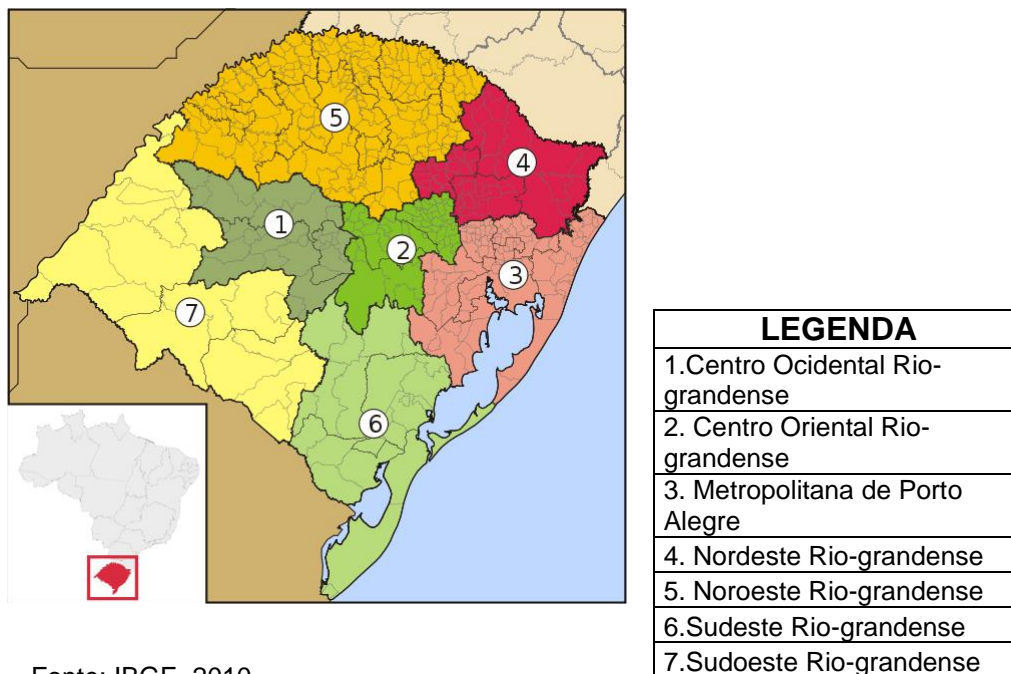 5
4
1
2
3
7
6
LEGENDA
1.Centro Ocidental Rio-
grandense
2. Centro Oriental Rio-
grandense
3. Metropolitana de Porto
Alegre
4. Nordeste Rio-grandense
5. Noroeste Rio-grandense
6.Sudeste Rio-grandense
7.Sudoeste Rio-grandense
Fonte: IBGE, 2010